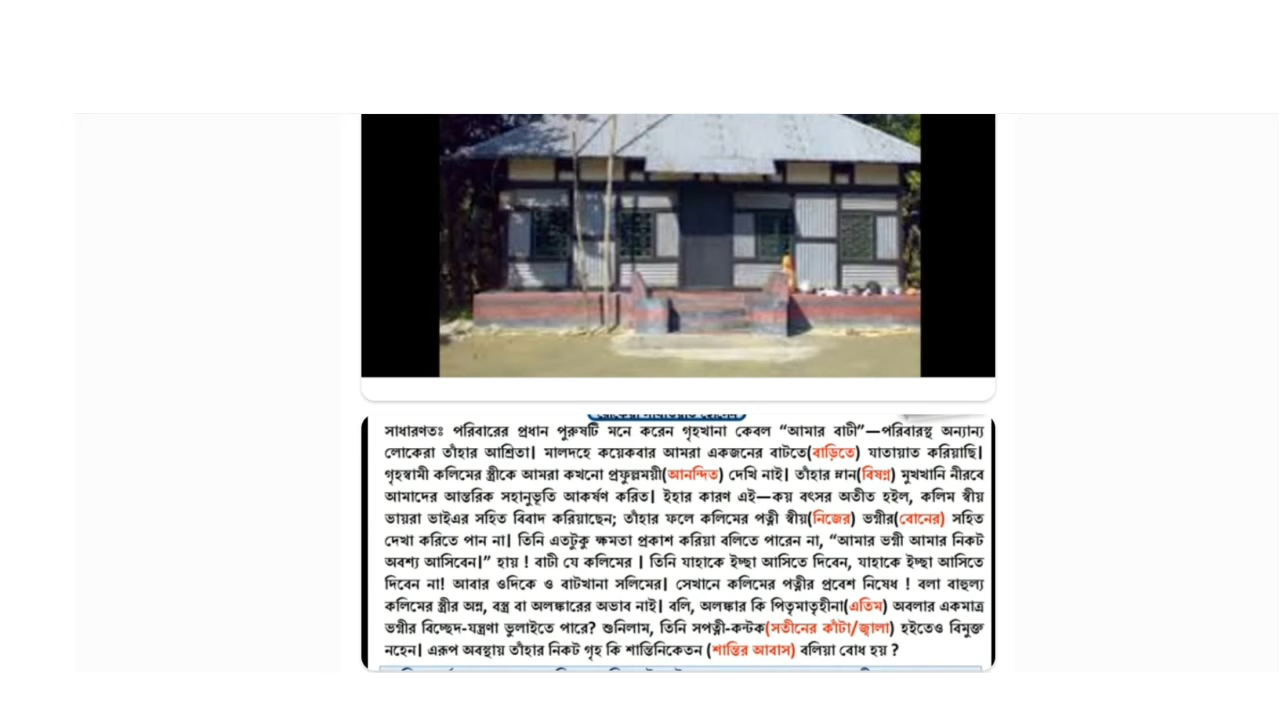 সাধারণতঃ পরিবারের প্রধান পুরুষটি মনে করেন গৃহখানা কেবল “আমার বাটী”—পরিবারস্থ অন্যান্য
লোকেরা তাঁহার আশ্রিতা। মালদহে কয়েকবার আমরা একজনের বাটতে(বাড়িতে) যাতায়াত করিয়াছি।
গৃহস্বামী কলিমের স্ত্রীকে আমরা কখনো প্রফুল্লময়ী(আনন্দিত) দেখি নাই। তাঁহার ম্লান(বিষণ্ন) মুখখানি নীরবে
আমাদের আন্তরিক সহানুভূতি আকর্ষণ করিত। ইহার কারণ এই—কয় বৎসর অতীত হইল, কলিম স্বীয়
ভায়রা ভাইএর সহিত বিবাদ করিয়াছেন; তাঁহার ফলে কলিমের পত্নী স্বীয়(নিজের) ভগ্নীর(বোনের) সহিত
দেখা করিতে পান না। তিনি এতটুকু ক্ষমতা প্রকাশ করিয়া বলিতে পারেন না, “আমার ভগ্নী আমার নিকট
অবশ্য আসিবেন।” হায় ! বাটী যে কলিমের । তিনি যাহাকে ইচ্ছা আসিতে দিবেন, যাহাকে ইচ্ছা আসিতে
দিবেন না! আবার ওদিকে ও বাটখানা সলিমের। সেখানে কলিমের পত্নীর প্রবেশ নিষেধ ! বলা বাহুল্য
কলিমের স্ত্রীর অন্ন, বস্ত্র বা অলঙ্কারের অভাব নাই। বলি, অলঙ্কার কি পিতৃমাতৃহীনা(এতিম) অবলার একমাত্র
ভগ্নীর বিচ্ছেদ-যন্ত্রণা ভুলাইতে পারে? শুনিলাম, তিনি সপত্নী-কন্টক(সতীনের কাঁটা/জ্বালা) হইতেও বিমুক্ত
নহেন। এরূপ অবস্থায় তাঁহার নিকট গৃহ কি শান্তিনিকেতন (শান্তির আবাস) বলিয়া বোধ হয় ?